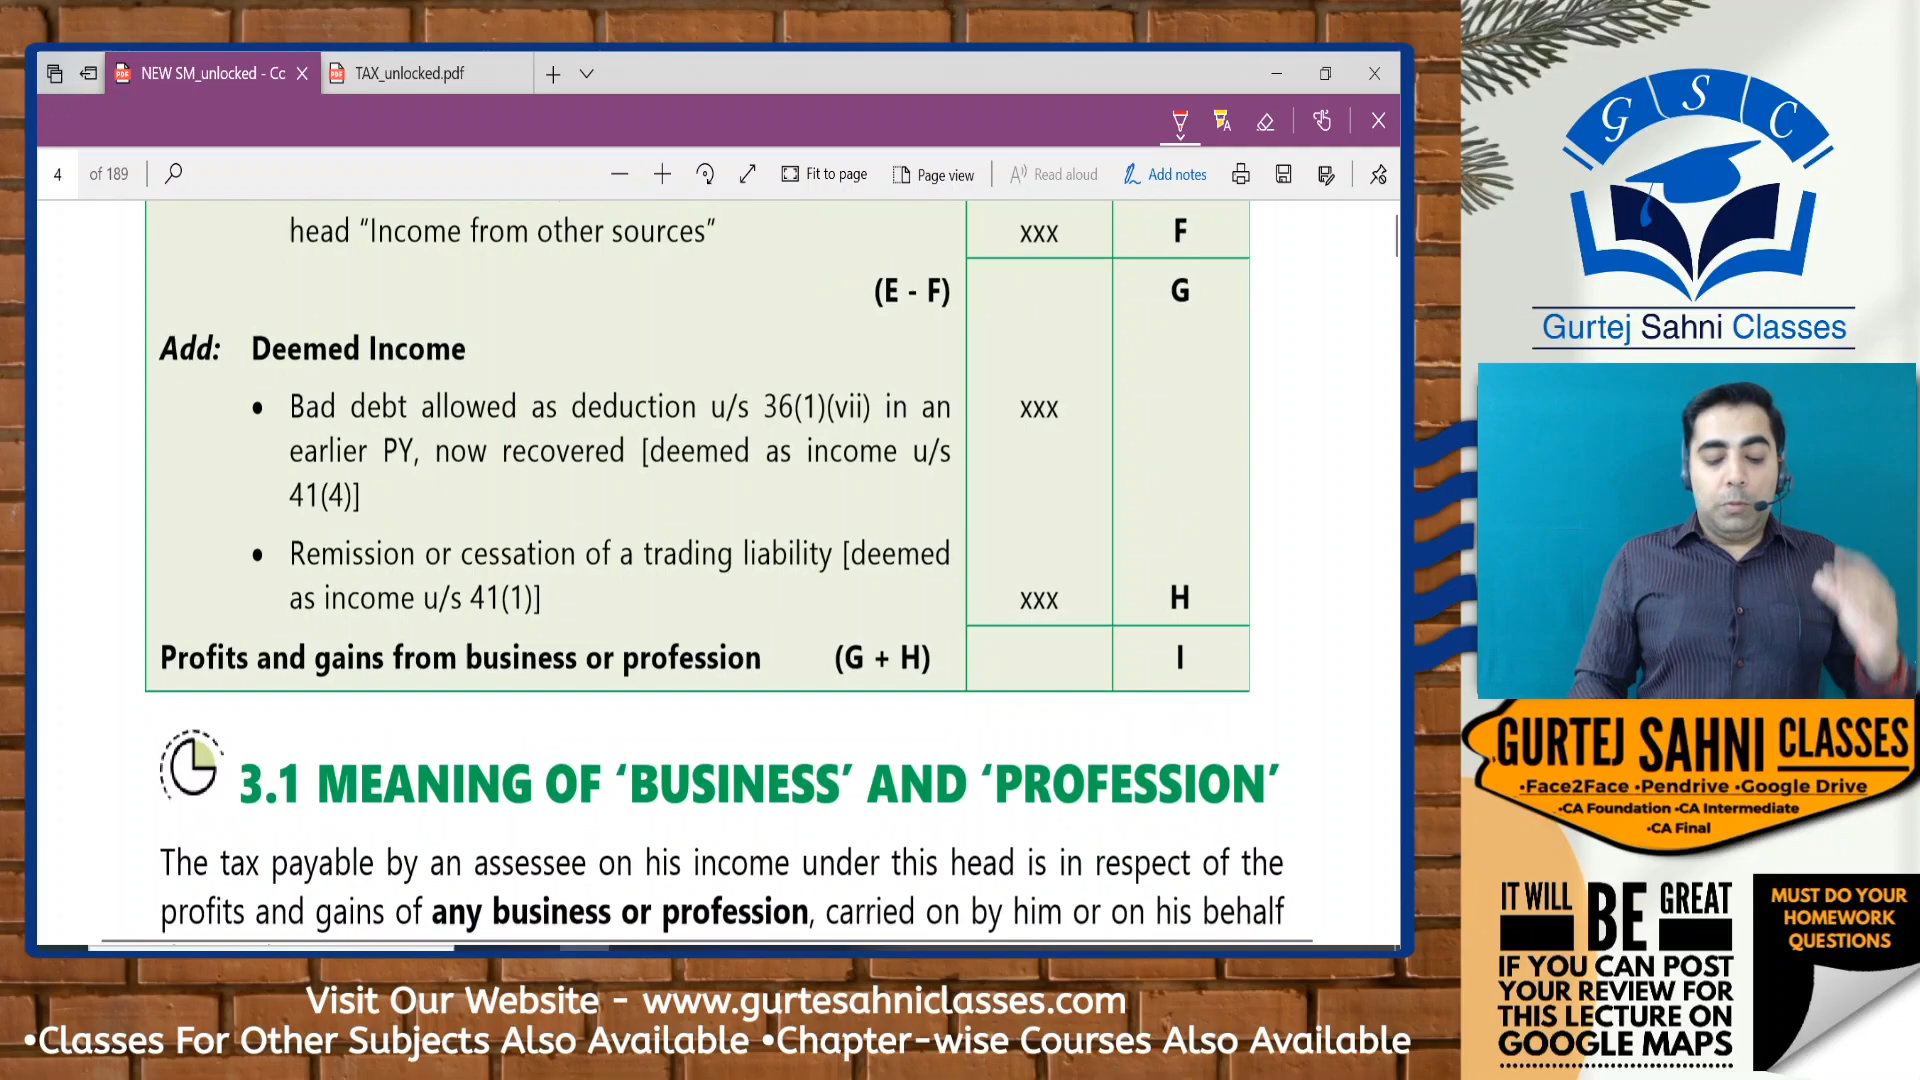 NEW SM_unlocked - Cc
TAX_unlocked.pdf
4 of 189
Fit to page
Page view
Read aloud
Add notes
head “Income from other sources” xxx F
(E - F) G
Add: Deemed Income
• Bad debt allowed as deduction u/s 36(1)(vii) in an xxx
earlier PY, now recovered [deemed as income u/s
41(4)]
• Remission or cessation of a trading liability [deemed
as income u/s 41(1)] xxx H
Profits and gains from business or profession (G + H) I
3.1 MEANING OF ‘BUSINESS’ AND ‘PROFESSION’
The tax payable by an assessee on his income under this head is in respect of the
profits and gains of any business or profession, carried on by him or on his behalf
G S C
Gurtej Sahni Classes
GURTEJ SAHNI CLASSES
•Face2Face •Pendrive •Google Drive
•CA Foundation •CA Intermediate
•CA Final
IT WILL BE GREAT
IF YOU CAN POST
YOUR REVIEW FOR
THIS LECTURE ON
GOOGLE MAPS
MUST DO YOUR
HOMEWORK
QUESTIONS
Visit Our Website - www.gurtesahniclasses.com
•Classes For Other Subjects Also Available •Chapter-wise Courses Also Available